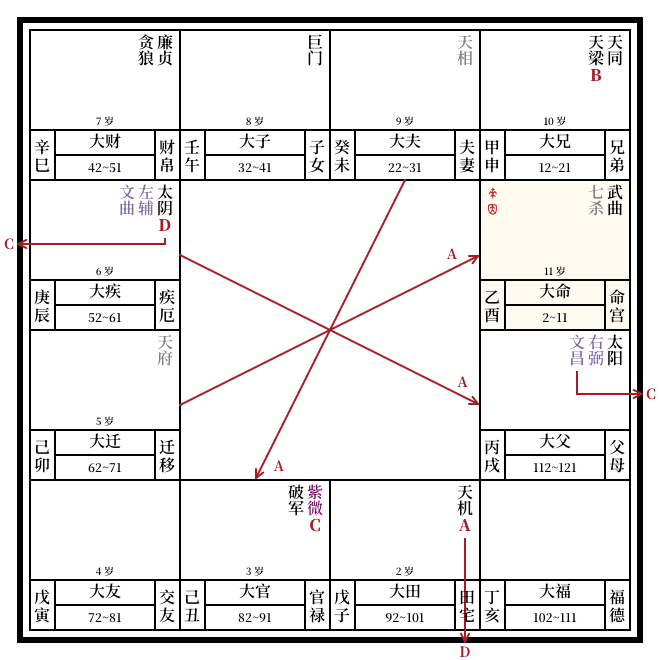 廉贞
贪狼
7 岁
辛巳
大财
42~51
财帛
巨门
8 岁
壬午
大子
32~41
子女
天相
9 岁
癸未
大夫
22~31
夫妻
天同
天梁
B
10 岁
甲申
大兄
12~21
兄弟
太阴
左辅
文曲
D
C
6 岁
庚辰
大疾
52~61
疾厄
武曲
七杀
11 岁
乙酉
大命
2~11
命宫
A
A
A
天府
5 岁
己卯
大迁
62~71
迁移
太阳
右弼
文昌
C
丙戌
大父
112~121
父母
4 岁
戊寅
大友
72~81
交友
紫微
破军
C
3 岁
己丑
大官
82~91
官禄
天机
A
2 岁
戊子
大田
92~101
田宅
D
丁亥
大福
102~111
福德